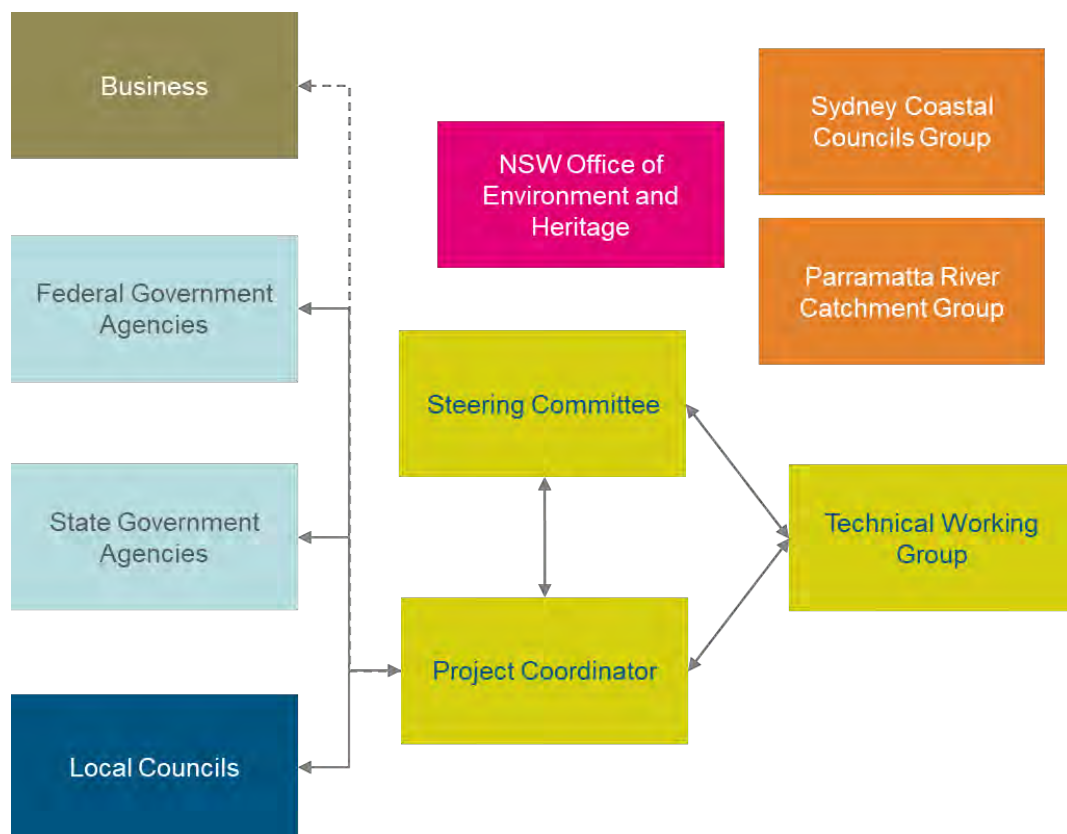 Business
Federal Government
Agencies
State Government
Agencies
Local Councils
NSW Office of
Environment and
Heritage
Steering Committee
Project Coordinator
Sydney Coastal
Councils Group
Parramatta River
Catchment Group
Technical Working
Group